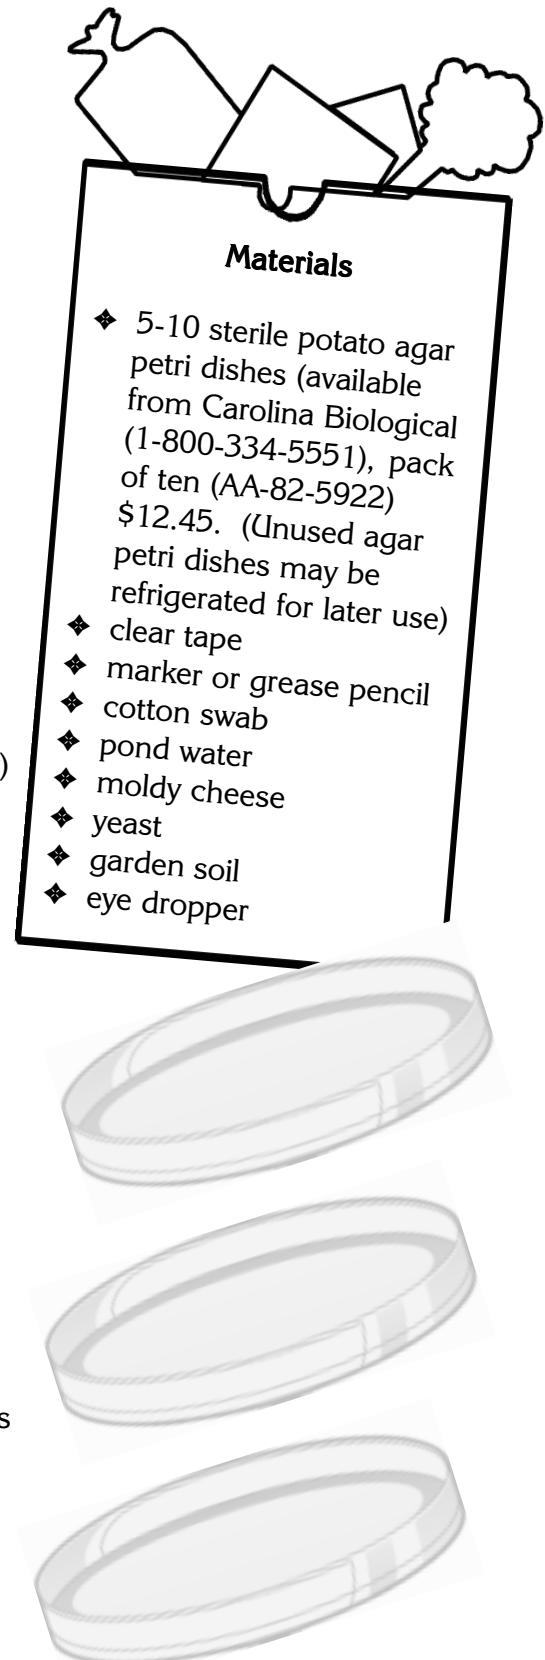 Materials
❖ 5-10 sterile potato agar
petri dishes (available
from Carolina Biological
(1-800-334-5551), pack
of ten (AA-82-5922)
$12.45. (Unused agar
petri dishes may be
refrigerated for later use)
❖ clear tape
❖ marker or grease pencil
❖ cotton swab
❖ pond water
)
❖ moldy cheese
❖ yeast
❖ garden soil
❖ eye dropper
s